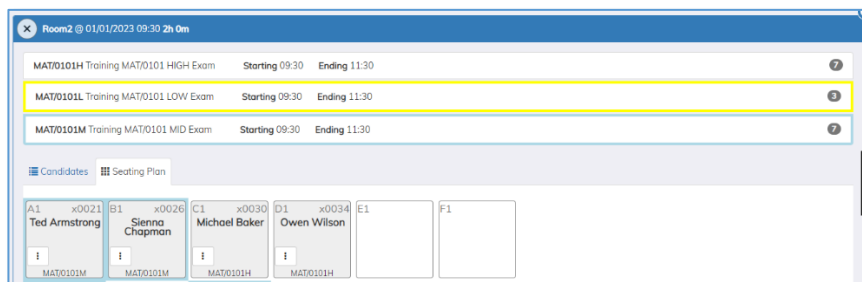 Room2 @ 01/01/2023 09:30 2h 0m
MAT/0101H Training MAT/0101 HIGH Exam Starting 09:30 Ending 11:30 7
MAT/0101L Training MAT/0101 LOW Exam Starting 09:30 Ending 11:30 3
MAT/0101M Training MAT/0101 MID Exam Starting 09:30 Ending 11:30 7
Candidates Seating Plan
A1 x0021 B1 x0026 C1 x0030 D1 x0034 E1 F1
Ted Armstrong Sienna Michael Baker Owen Wilson
Chapman
MAT/0101M MAT/0101M MAT/0101H MAT/0101H